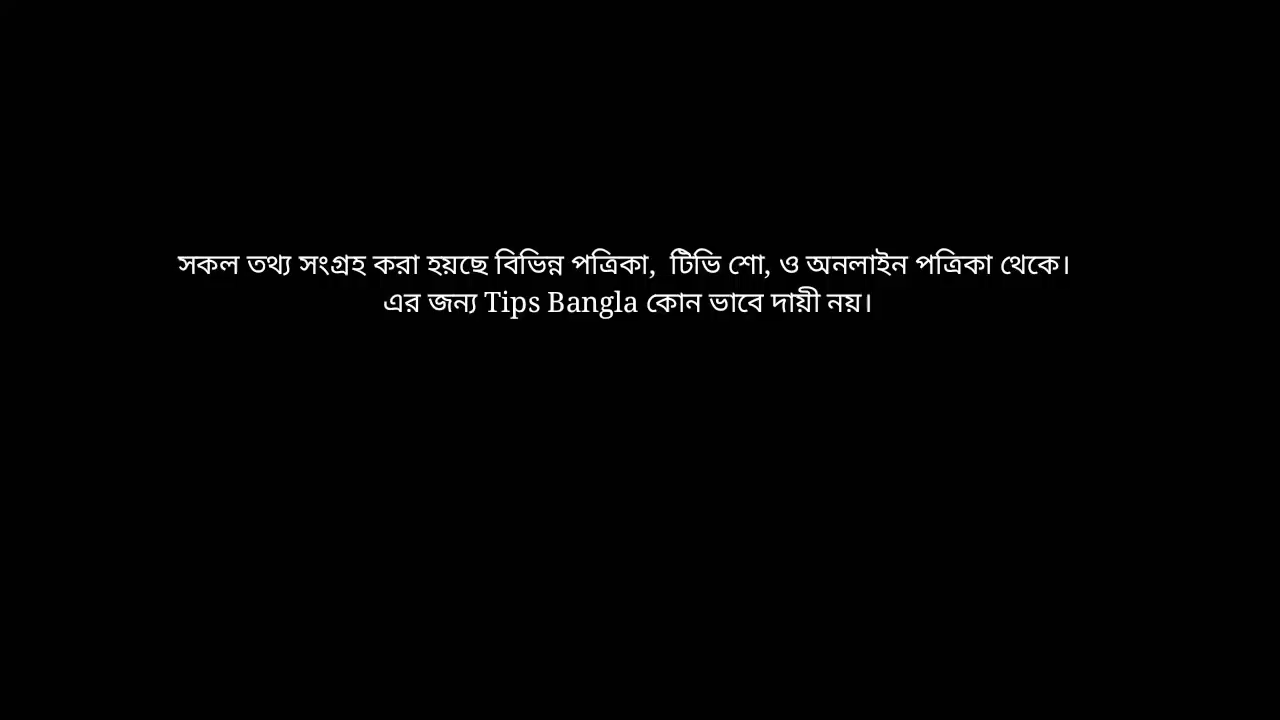 সকল তথ্য সংগ্রহ করা হয়ছে বিভিন্ন পত্রিকা,  টিভি শো, ও অনলাইন পত্রিকা থেকে।
এর জন্য Tips Bangla কোন ভাবে দায়ী নয়।